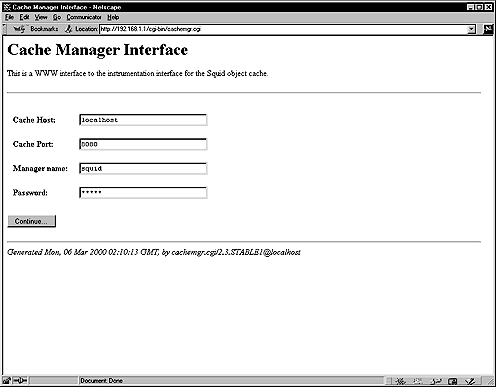 Cache Manager Interface - Netscape
File Edit View Go Communicator Help
Bookmarks Location: http://192.168.1.1/cgi-bin/cachemgr.cgi
Cache Manager Interface
This is a WWW interface to the instrumentation interface for the Squid object cache.
Cache Host: localhost
Cache Port: 8080
Manager name: squid
Password: *****
Continue...
Generated Mon, 06 Mar 2000 02:10:13 GMT, by cachemgr.cgi/2.3.STABLE1@localhost
Document: Done